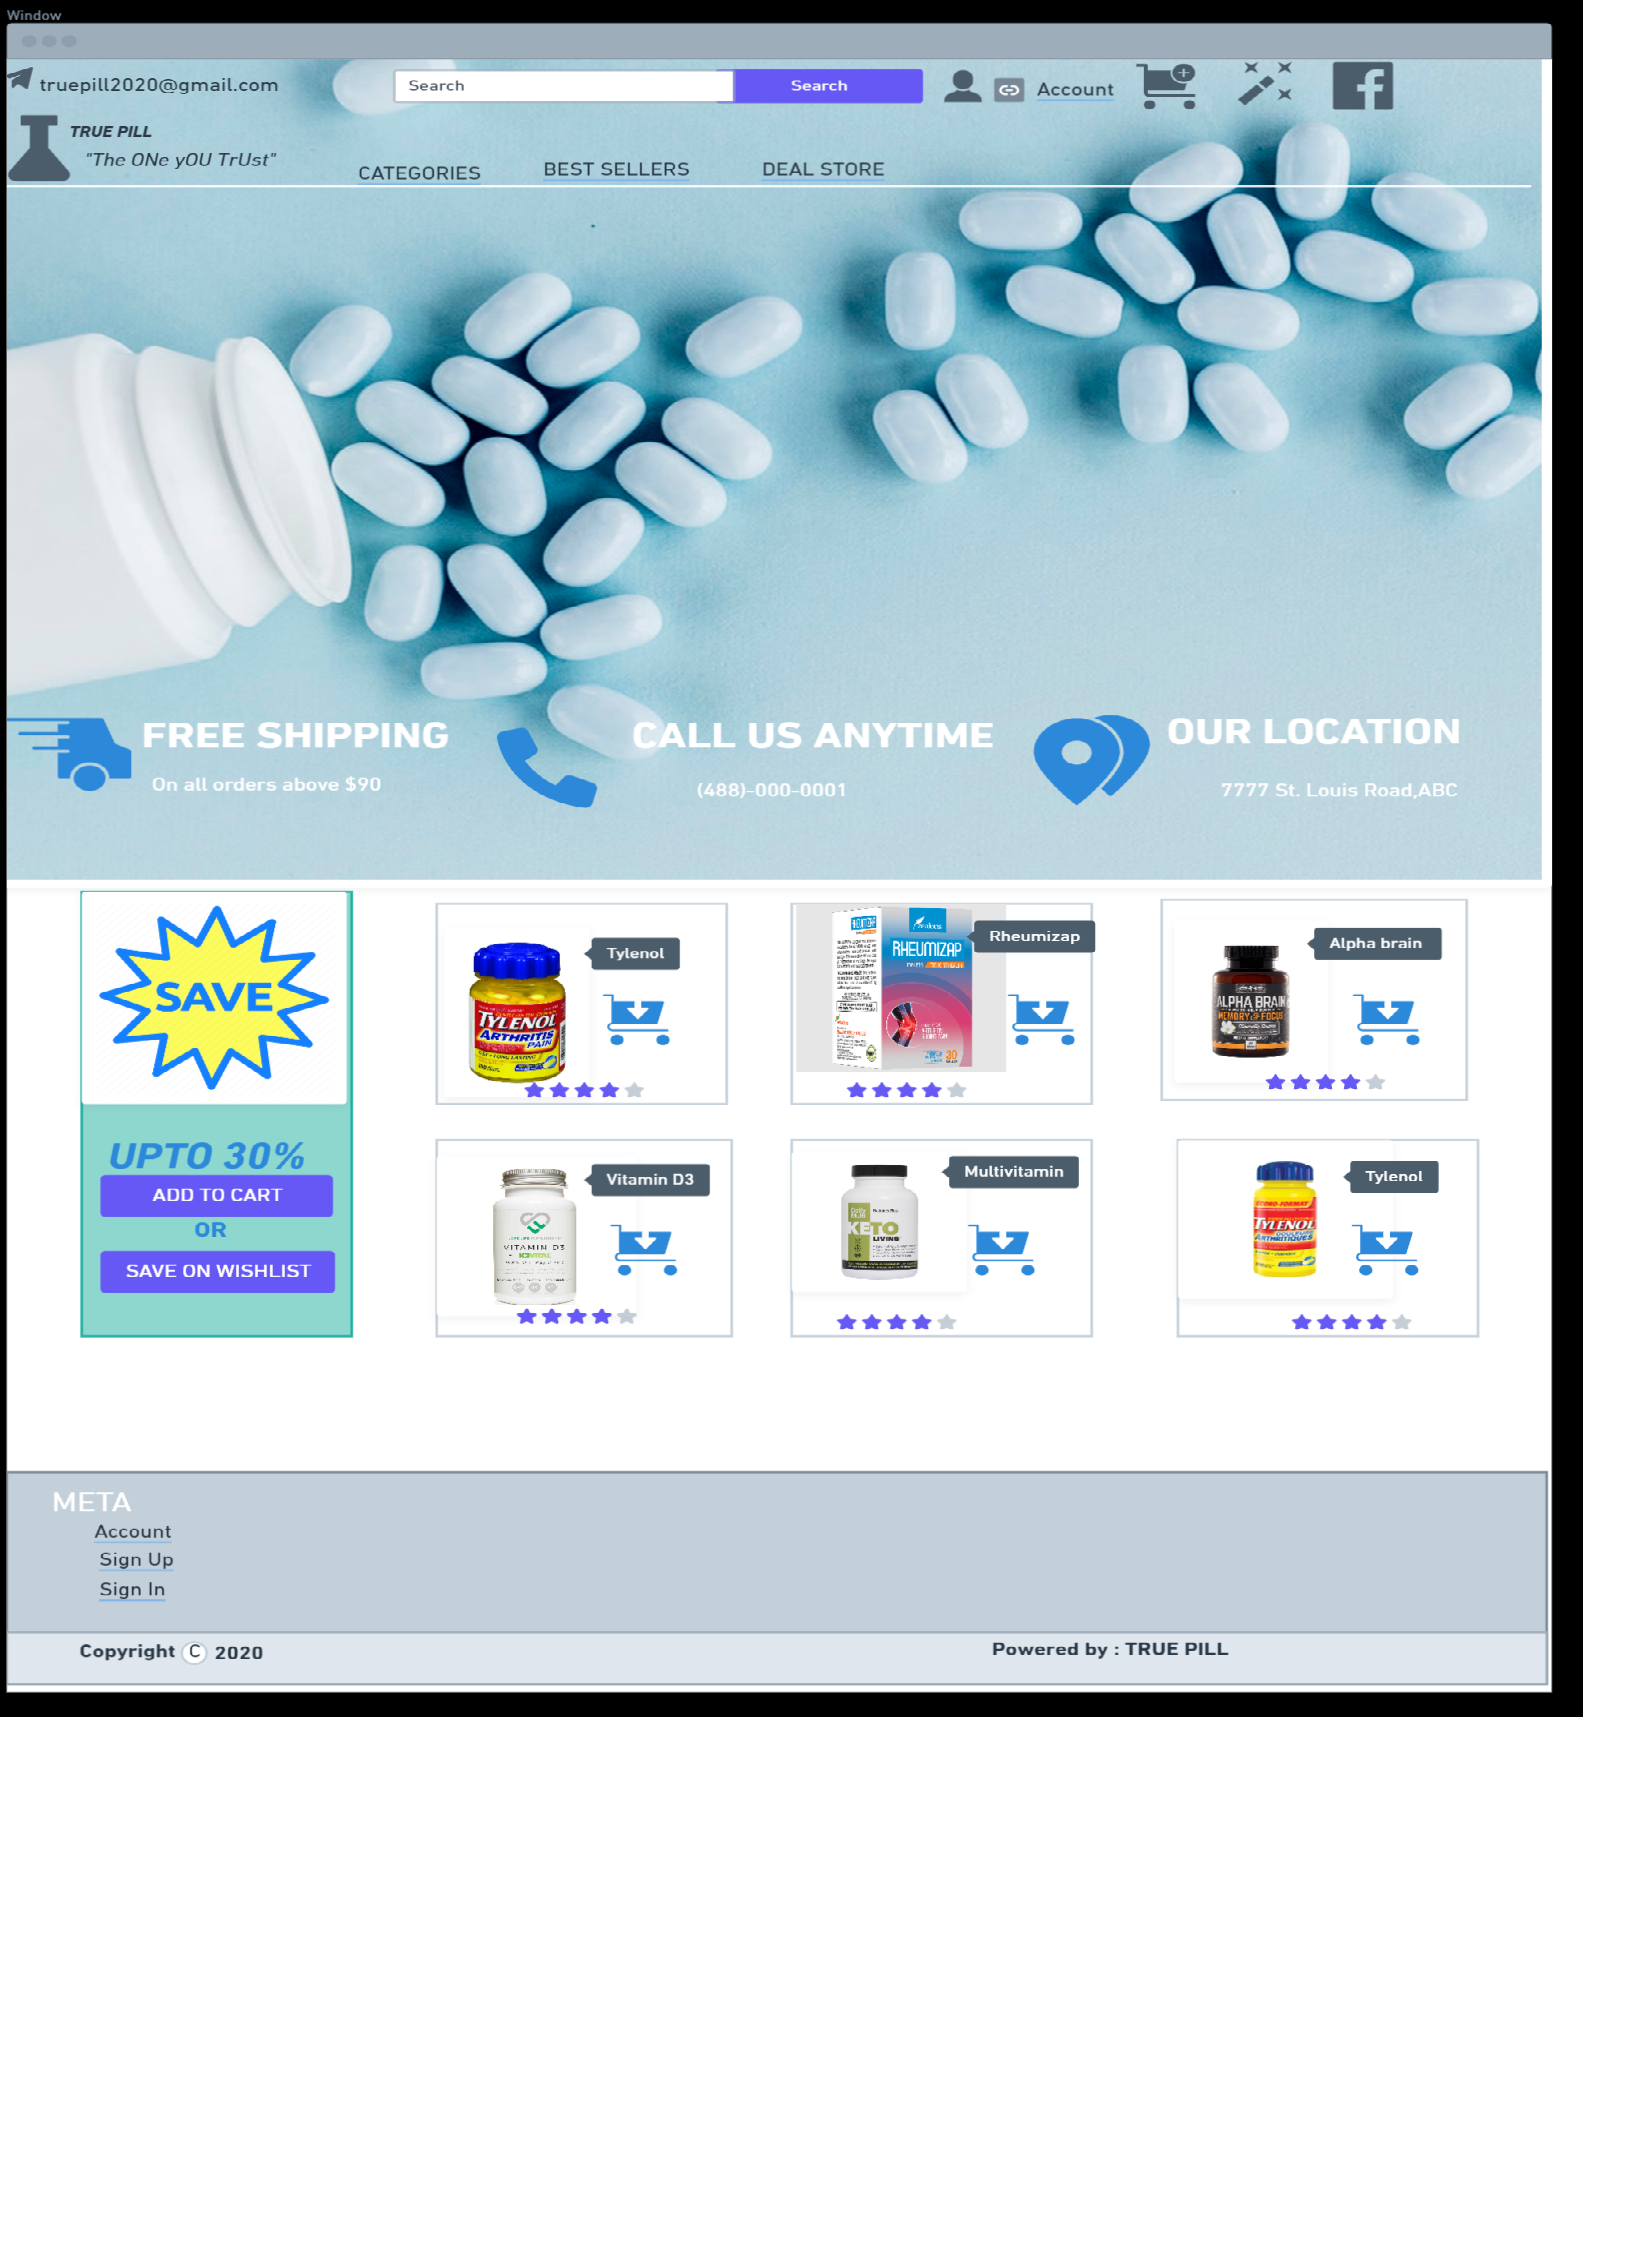 Window
truepill2020@gmail.com
Search
Search
Account
TRUE PILL
"The ONe yOU TrUst"
CATEGORIES
BEST SELLERS
DEAL STORE
FREE SHIPPING
On all orders above $90
CALL US ANYTIME
(488)-000-0001
OUR LOCATION
7777 St. Louis Road,ABC
SAVE
UPTO 30%
ADD TO CART
OR
SAVE ON WISHLIST
Tylenol
TYLENOL
ARTHRITIS
PAIN
Rheumizap
RHEUMIZAP
RHEUMIZAP
30
Alpha brain
ALPHA BRAIN
MEMORY & FOCUS
Vitamin D3
VITAMIN D3
Multivitamin
KETO
LIVING
Tylenol
TYLENOL
META
Account
Sign Up
Sign In
Copyright C 2020
Powered by : TRUE PILL